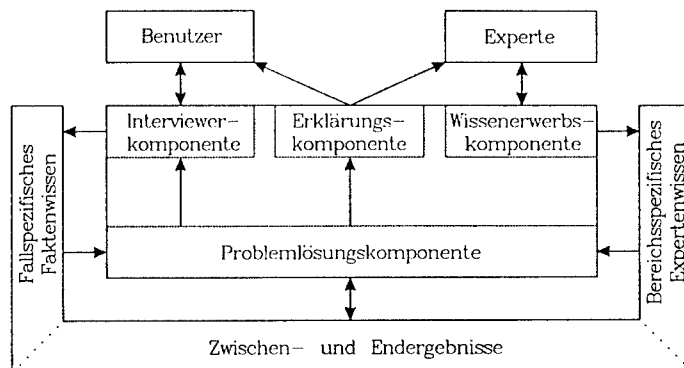 Benutzer
Experte
Interviewer-
komponente
Erklärungs-
komponente
Wissenerwerbs-
komponente
Fallspezifisches
Faktenwissen
Bereichsspezifisches
Expertenwissen
Problemlösungskomponente
Zwischen- und Endergebnisse